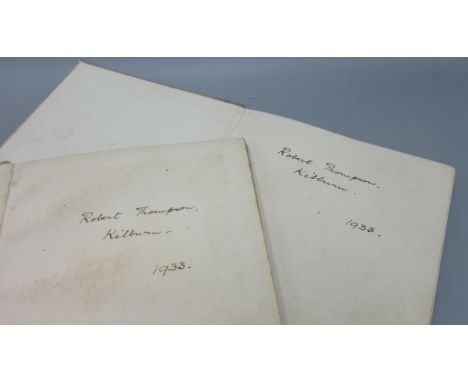 Robert Thompson.
Kilburn.
1933.
Robert Thompson.
Kilburn.
1933.